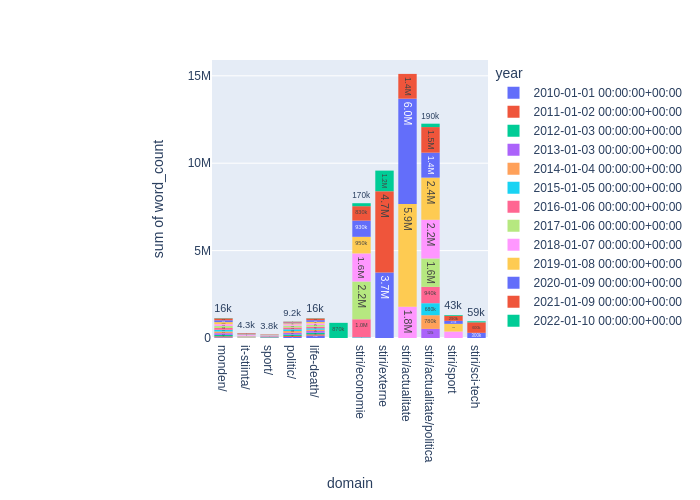 year
2010-01-01 00:00:00+00:00
2011-01-02 00:00:00+00:00
2012-01-03 00:00:00+00:00
2013-01-03 00:00:00+00:00
2014-01-04 00:00:00+00:00
2015-01-05 00:00:00+00:00
2016-01-06 00:00:00+00:00
2017-01-06 00:00:00+00:00
2018-01-07 00:00:00+00:00
2019-01-08 00:00:00+00:00
2020-01-09 00:00:00+00:00
2021-01-09 00:00:00+00:00
2022-01-10 00:00:00+00:00
sum of word_count
15M
10M
5M
0
16k
4.3k
3.8k
9.2k
16k
870k
170k
830k
930k
950k
1.6M
2.2M
1.0M
1.2M
4.7M
3.7M
1.4M
6.0M
5.9M
1.8M
190k
1.5M
1.4M
2.4M
2.2M
1.6M
940k
780k
43k
59k
monden/
it-stiinta/
sport/
politic/
life-death/
stiri/economie
stiri/externe
stiri/actualitate
stiri/actualitate/politica
stiri/sport
stiri/sci-tech
domain